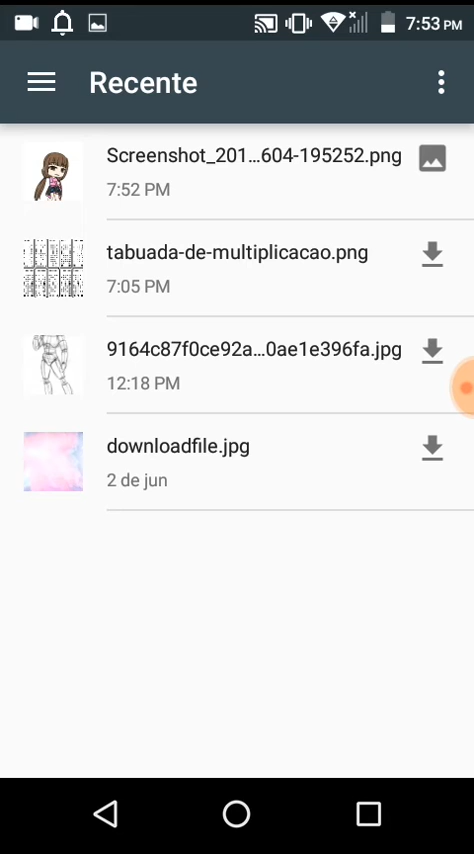 7:53 PM
Recente
Screenshot_201...604-195252.png
7:52 PM
tabuada-de-multiplicacao.png
7:05 PM
9164c87f0ce92a...0ae1e396fa.jpg
12:18 PM
downloadfile.jpg
2 de jun